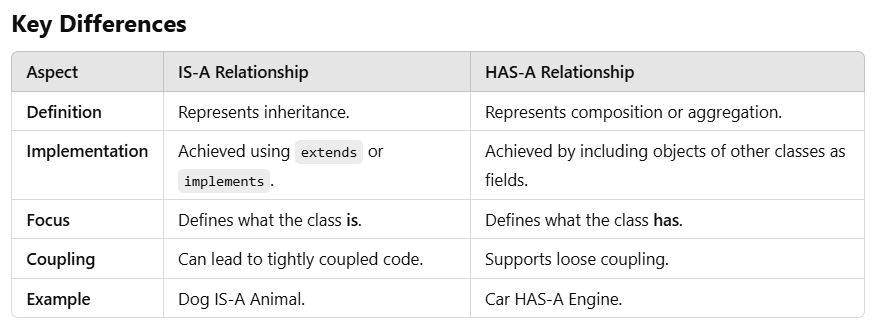 Key Differences
Aspect IS-A Relationship HAS-A Relationship
Definition Represents inheritance. Represents composition or aggregation.
Implementation Achieved using extends or implements. Achieved by including objects of other classes as fields.
Focus Defines what the class is. Defines what the class has.
Coupling Can lead to tightly coupled code. Supports loose coupling.
Example Dog IS-A Animal. Car HAS-A Engine.